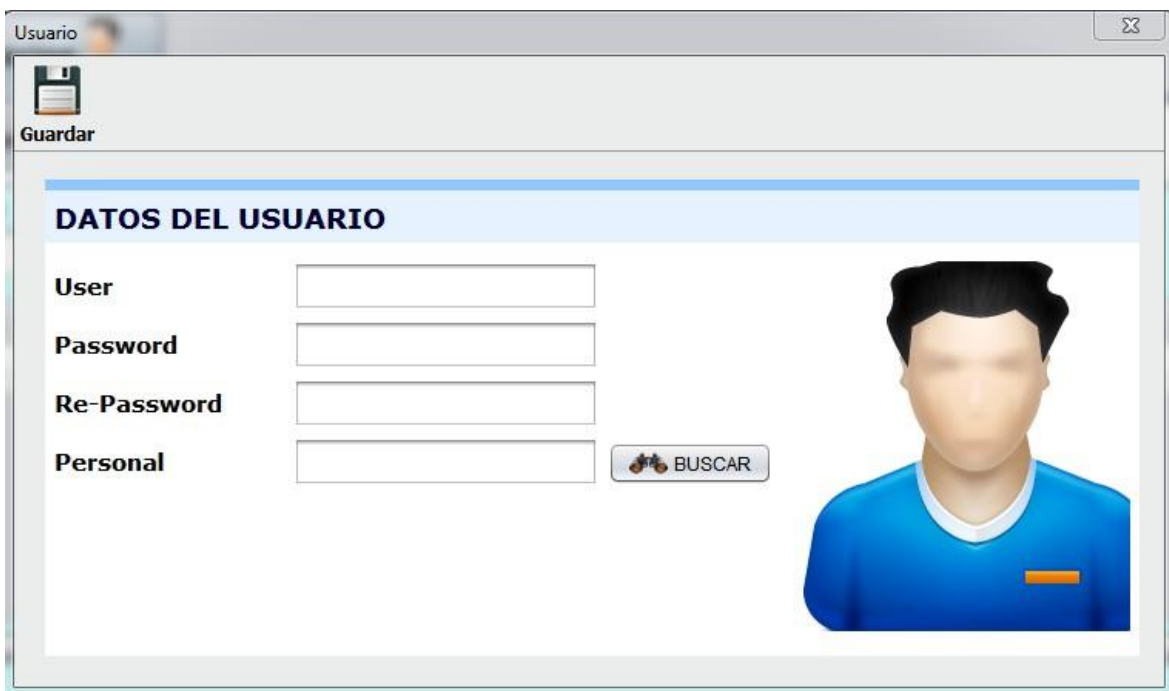 Usuario
Guardar
DATOS DEL USUARIO
User
Password
Re-Password
Personal
BUSCAR